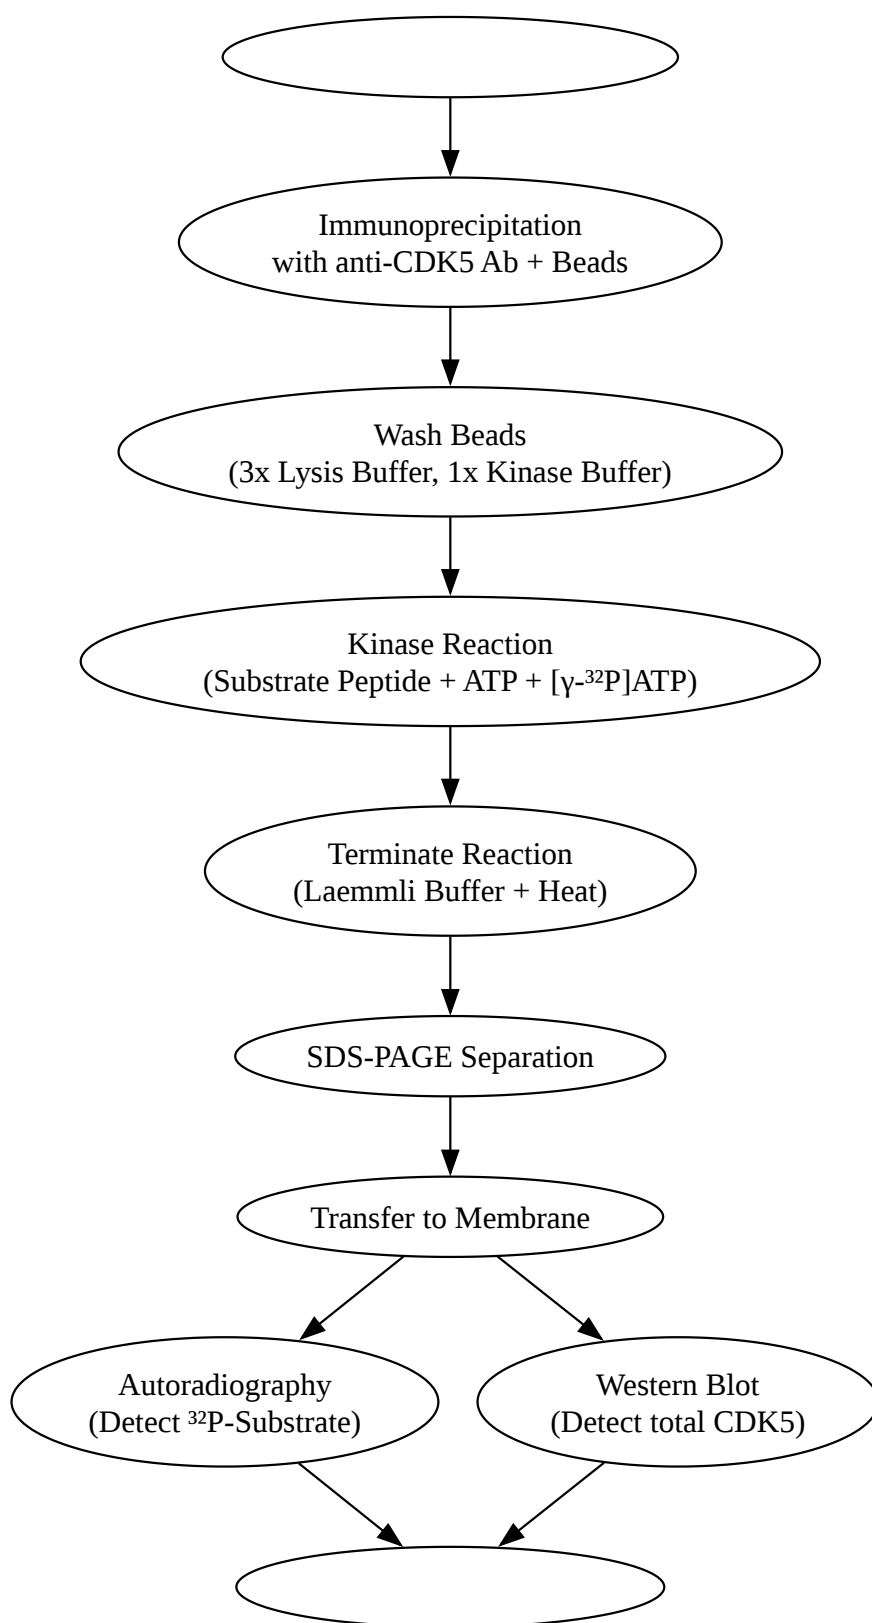 Immunoprecipitation
with anti-CDK5 Ab + Beads
Wash Beads
(3x Lysis Buffer, 1x Kinase Buffer)
Kinase Reaction
(Substrate Peptide + ATP + [γ-³²P]ATP)
Terminate Reaction
(Laemmli Buffer + Heat)
SDS-PAGE Separation
Transfer to Membrane
Autoradiography
(Detect ³²P-Substrate)
Western Blot
(Detect total CDK5)